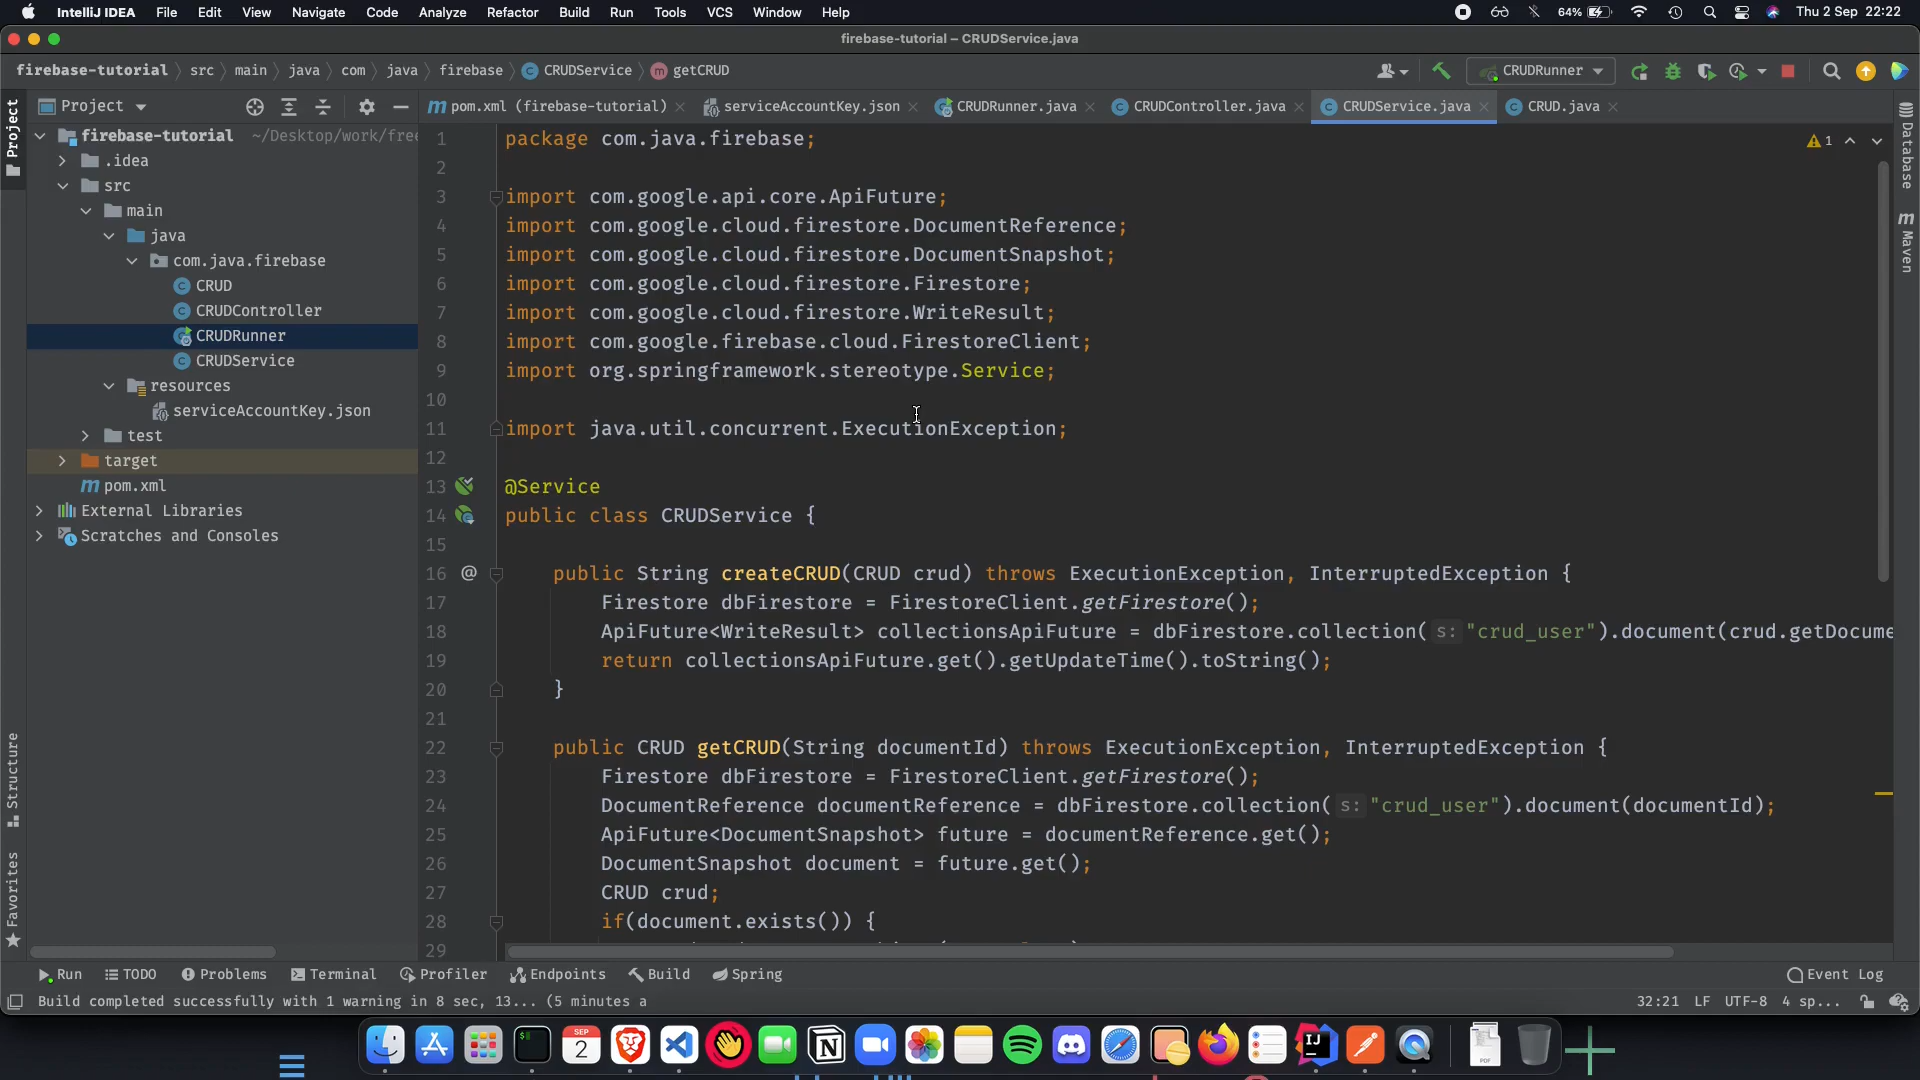 IntelliJ IDEA File Edit View Navigate Code Analyze Refactor Build Run Tools VCS Window Help 64% Thu 2 Sep 22:22
firebase-tutorial – CRUDService.java
firebase-tutorial src main java com java firebase CRUDService m getCRUD CRUDRunner
Project
m pom.xml (firebase-tutorial) serviceAccountKey.json CRUDRunner.java CRUDController.java CRUDService.java CRUD.java
firebase-tutorial ~/Desktop/work/free
.idea
src
main
java
com.java.firebase
CRUD
CRUDController
CRUDRunner
CRUDService
resources
serviceAccountKey.json
test
target
m pom.xml
External Libraries
Scratches and Consoles
Project
Structure
Favorites
1 package com.java.firebase;
2
3 import com.google.api.core.ApiFuture;
4 import com.google.cloud.firestore.DocumentReference;
5 import com.google.cloud.firestore.DocumentSnapshot;
6 import com.google.cloud.firestore.Firestore;
7 import com.google.cloud.firestore.WriteResult;
8 import com.google.firebase.cloud.FirestoreClient;
9 import org.springframework.stereotype.Service;
10
11 import java.util.concurrent.ExecutionException;
12
13 @Service
14 public class CRUDService {
15
16 @ public String createCRUD(CRUD crud) throws ExecutionException, InterruptedException {
17 Firestore dbFirestore = FirestoreClient.getFirestore();
18 ApiFuture<WriteResult> collectionsApiFuture = dbFirestore.collection( s: "crud_user").document(crud.getDocume
19 return collectionsApiFuture.get().getUpdateTime().toString();
20 }
21
22 public CRUD getCRUD(String documentId) throws ExecutionException, InterruptedException {
23 Firestore dbFirestore = FirestoreClient.getFirestore();
24 DocumentReference documentReference = dbFirestore.collection( s: "crud_user").document(documentId);
25 ApiFuture<DocumentSnapshot> future = documentReference.get();
26 DocumentSnapshot document = future.get();
27 CRUD crud;
28 if(document.exists()) {
29
1
Database
m Maven
Run TODO Problems Terminal Profiler Endpoints Build Spring Event Log
Build completed successfully with 1 warning in 8 sec, 13... (5 minutes a 32:21 LF UTF-8 4 sp...
SEP
2
IJ
PDF